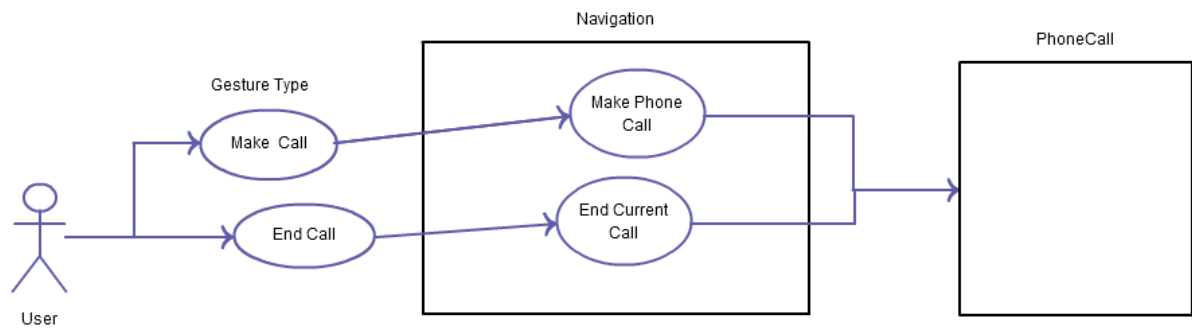 Navigation
PhoneCall
Gesture Type
Make Phone
Call
Make Call
End Current
Call
End Call
User